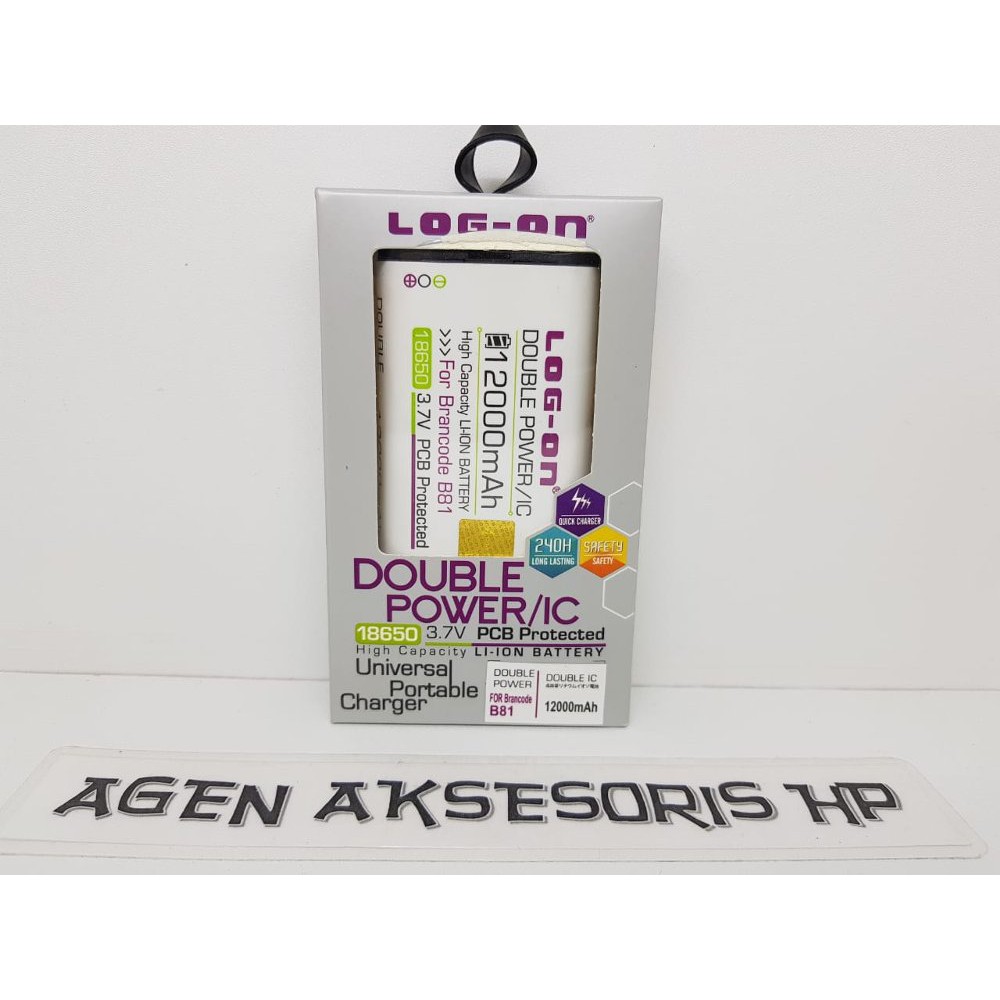 LOG-ON®
DOUBLE
LOG-ON®
DOUBLE POWER/IC
12000mAh
High Capacity LI-ION BATTERY
>>>For Brancode B81
18650 3.7V PCB Protected
QUICK CHARGER
240H
LONG LASTING
SAFETY
SAFETY
DOUBLE
POWER/IC
18650 3.7V PCB Protected
High Capacity LI-ION BATTERY
Universal
Portable
Charger
DOUBLE
POWER
FOR Brancode
B81
DOUBLE IC
12000mAh
AGEN AKSESORIS HP